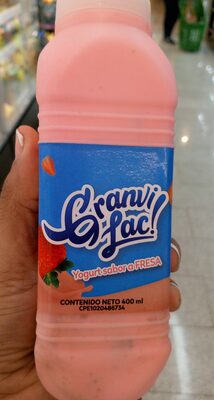 Granvi
Lac!
Yogurt sabor a FRESA
CONTENIDO NETO 400 ml
CPE1020486734